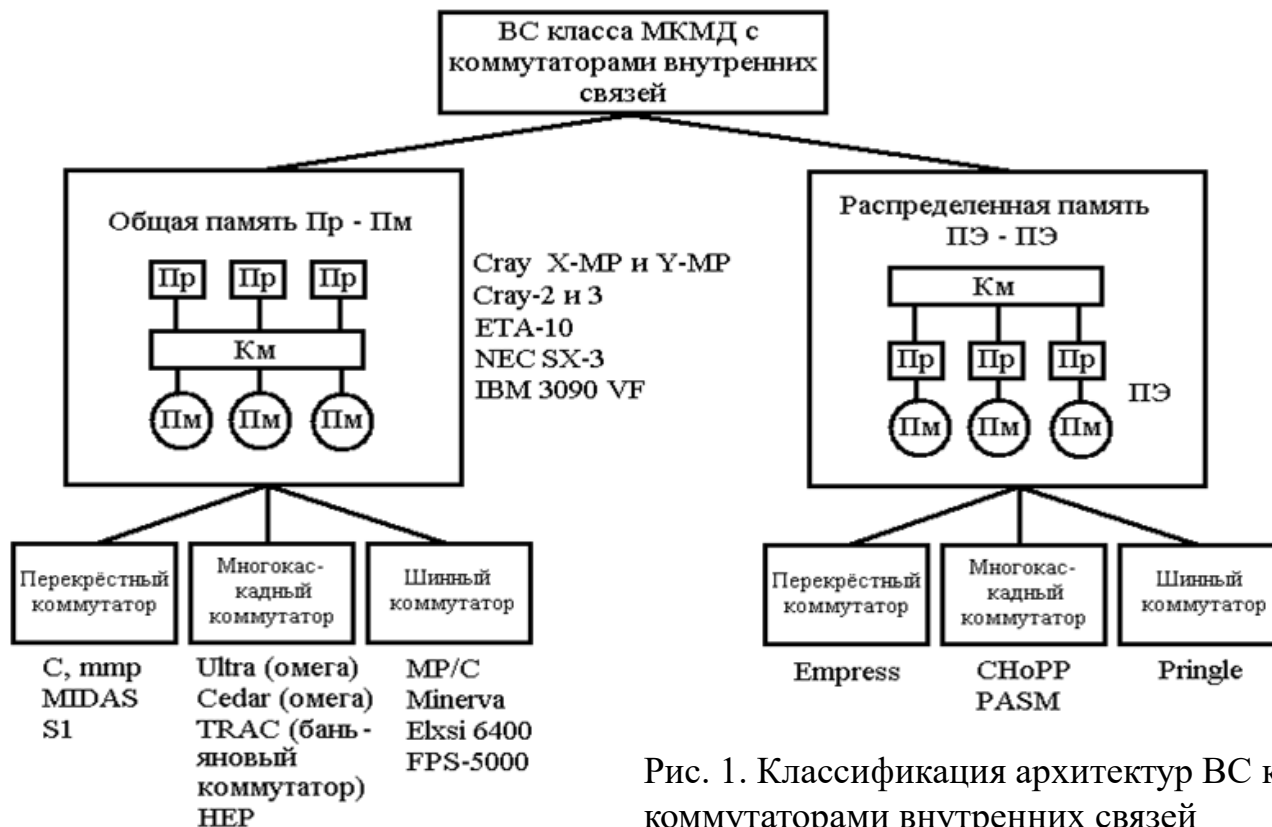 ВС класса МКМД с
коммутаторами внутренних
связей
Общая память Пр - Пм
Пр Пр Пр
Км
Пм Пм Пм
Cray X-MP и Y-MP
Cray-2 и 3
ETA-10
NEC SX-3
IBM 3090 VF
Распределенная память
ПЭ - ПЭ
Км
Пр Пр Пр
ПЭ
Пм Пм Пм
Перекрёстный
коммутатор
Многокас-
кадный
коммутатор
Шинный
коммутатор
C, mmp
MIDAS
S1
Ultra (омега)
Cedar (омега)
TRAC (бань -
яновый
коммутатор)
HEP
MP/C
Minerva
Elxsi 6400
FPS-5000
Перекрёстный
коммутатор
Многокас-
кадный
коммутатор
Шинный
коммутатор
Empress
CHoPP
PASM
Pringle
Рис. 1. Классификация архитектур ВС к
коммутаторами внутренних связей